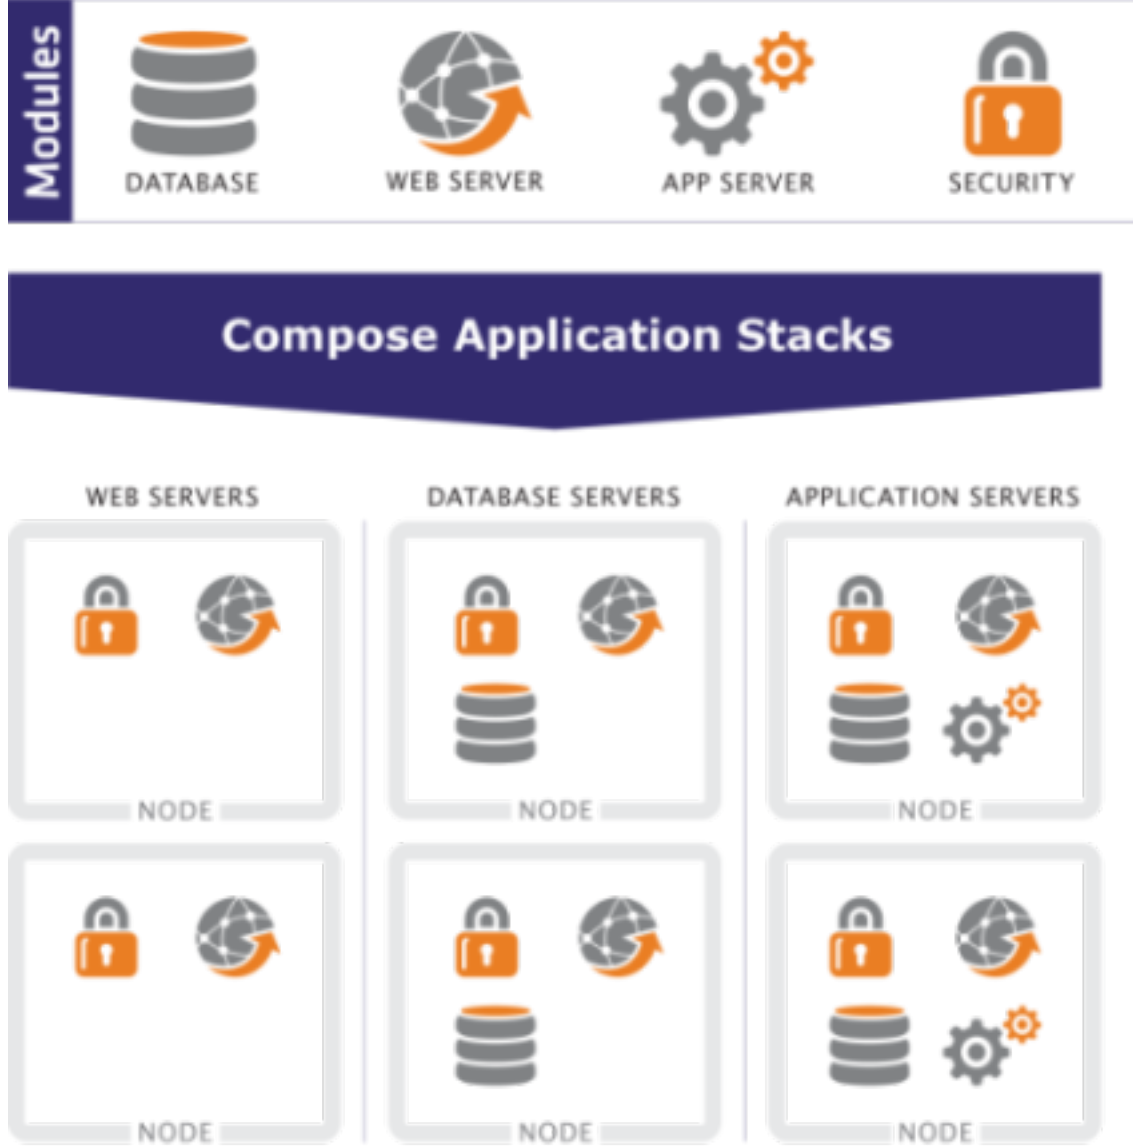 Modules
DATABASE
WEB SERVER
APP SERVER
SECURITY
Compose Application Stacks
WEB SERVERS
DATABASE SERVERS
APPLICATION SERVERS
NODE
NODE
NODE
NODE
NODE
NODE